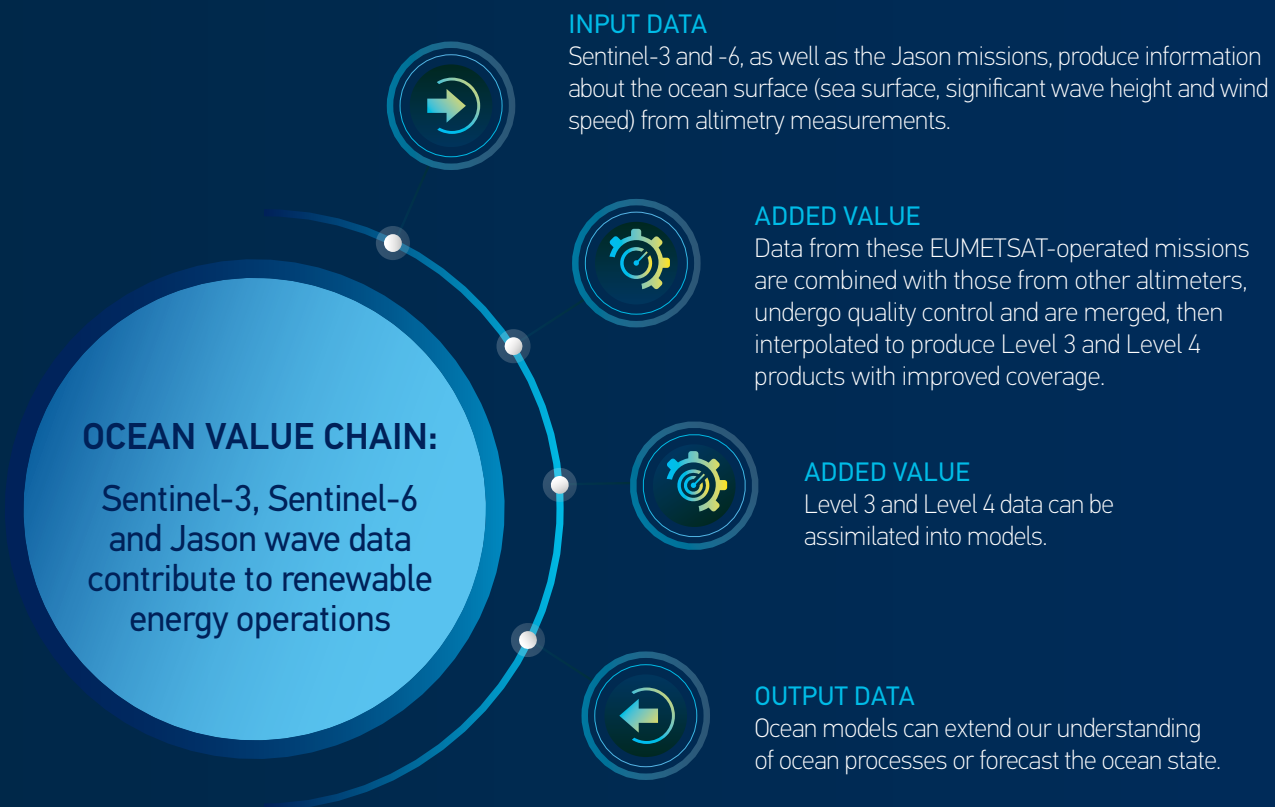 INPUT DATA
Sentinel-3 and -6, as well as the Jason missions, produce information
about the ocean surface (sea surface, significant wave height and wind
speed) from altimetry measurements.
ADDED VALUE
Data from these EUMETSAT-operated missions
are combined with those from other altimeters,
undergo quality control and are merged, then
interpolated to produce Level 3 and Level 4
products with improved coverage.
OCEAN VALUE CHAIN:
Sentinel-3, Sentinel-6
and Jason wave data
contribute to renewable
energy operations
ADDED VALUE
Level 3 and Level 4 data can be
assimilated into models.
OUTPUT DATA
Ocean models can extend our understanding
of ocean processes or forecast the ocean state.